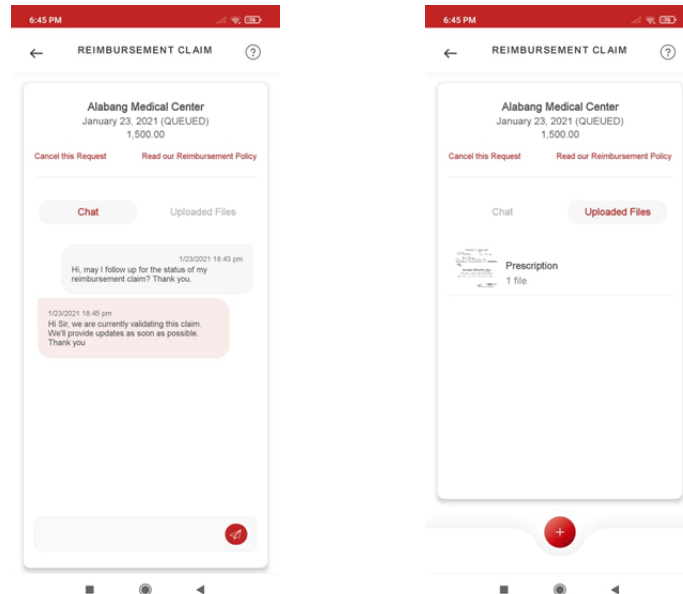 6:45 PM
76
REIMBURSEMENT CLAIM
?
Alabang Medical Center
January 23, 2021 (QUEUED)
1,500.00
Cancel this Request
Read our Reimbursement Policy
Chat
Uploaded Files
1/23/2021 18:43 pm
Hi, may I follow up for the status of my
reimbursement claim? Thank you.
1/23/2021 18:45 pm
Hi Sir, we are currently validating this claim.
We'll provide updates as soon as possible.
Thank you
6:45 PM
76
REIMBURSEMENT CLAIM
?
Alabang Medical Center
January 23, 2021 (QUEUED)
1,500.00
Cancel this Request
Read our Reimbursement Policy
Chat
Uploaded Files
Prescription
1 file